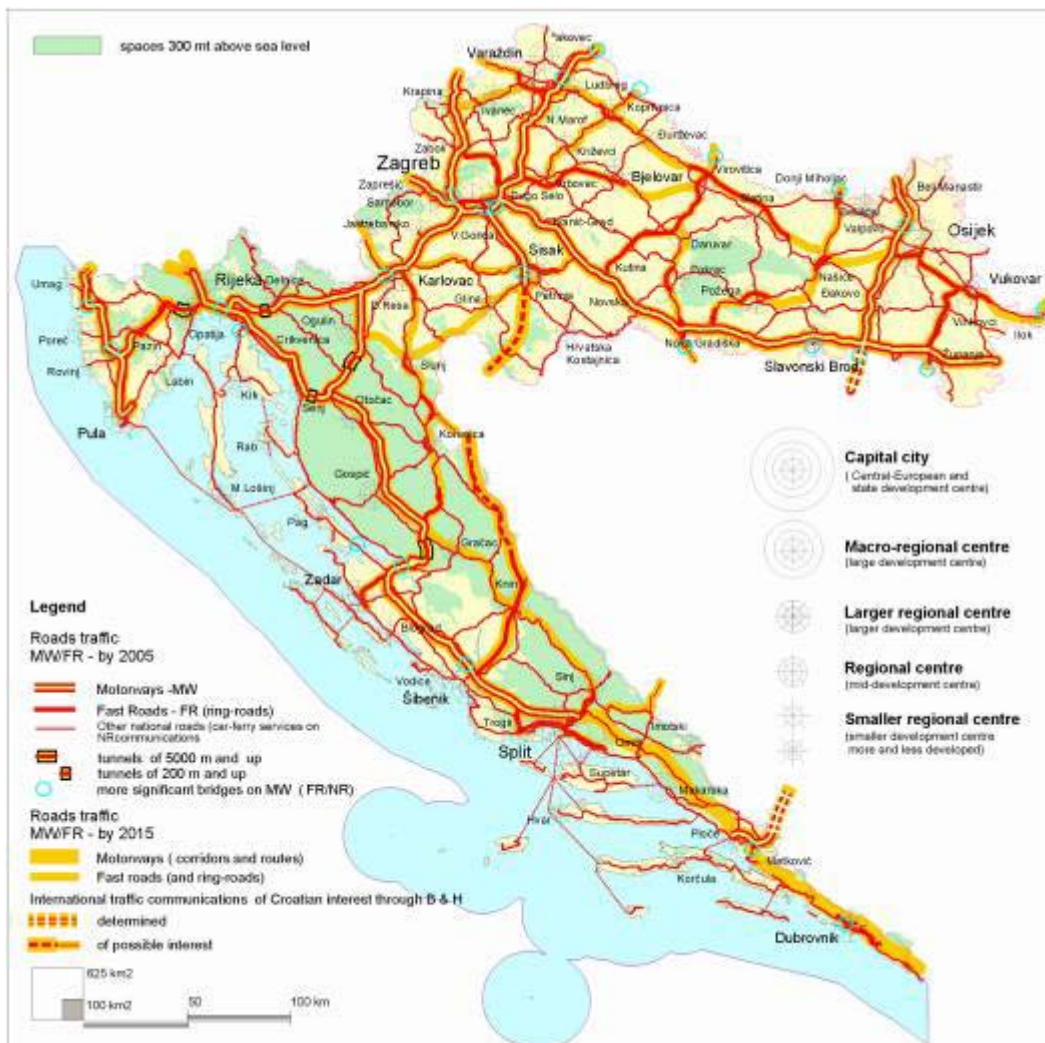 spaces 300 mt above sea level
Varaždin
Ludbreg
Krapina
Ivanec
Koprivnica
N.Marof
Đurđevac
Zabok
Križevci
Zagreb
Bjelovar
Virovitica
Zaprešić
Donji Miholjac
Beli Manastir
Samobor
Dugo Selo
Jastrebarsko
V.Gorica
Valpovo
Osijek
Sisak
Daruvar
Rijeka
Delnice
Karlovac
Kutina
Pakrac
Našice
Vukovar
Umag
D.Resa
Glina
Petrinja
Novska
Požega
Đakovo
Ogulin
Vinkovci
Ilok
Poreč
Pazin
Opatija
Crikvenica
Hrvatska
Kostajnica
Nova Gradiška
Rovinj
Labin
Slunj
Slavonski Brod
Županja
Krk
Senj
Otočac
Pula
Rab
Korenica
M.Lošinj
Gospić
Pag
Gračac
Zadar
Knin
Biograd
Vodice
Šibenik
Sinj
Trogir
Imotski
Split
Omiš
Supetar
Makarska
Hvar
Ploče
Metković
Korčula
Dubrovnik
Capital city
( Central-European and
state development centre)
Macro-regional centre
(large development centre)
Larger regional centre
(larger development centre)
Regional centre
(mid-development centre)
Smaller regional centre
(smaller development centre
more and less developed)
Legend
Roads traffic
MW/FR - by 2005
Motorways -MW
Fast Roads - FR (ring-roads)
Other national roads (car-ferry services on
NRcommunications
tunnels of 5000 m and up
tunnels of 200 m and up
more significant bridges on MW ( FR/NR)
Roads traffic
MW/FR - by 2015
Motorways ( corridors and routes)
Fast roads (and ring-roads)
International traffic communications of Croatian interest through B & H
determined
of possible interest
625 km2
100 km2
50
100 km